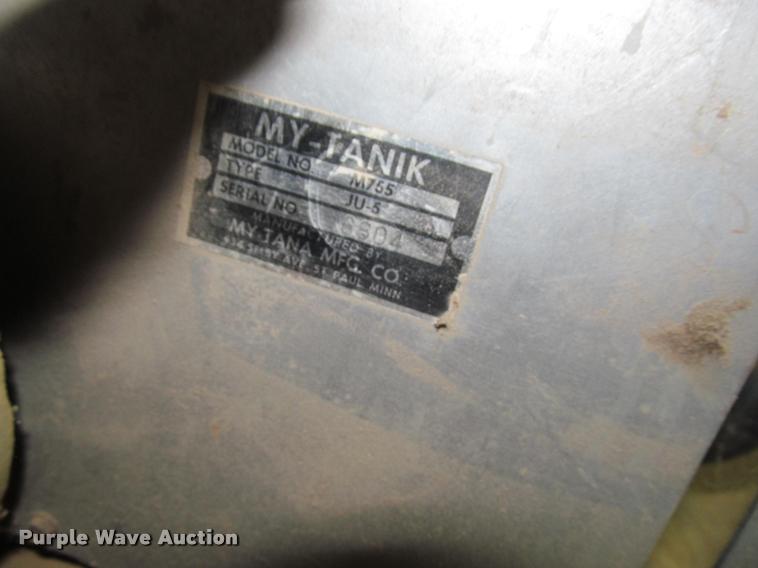 MY-TANIK
MODEL NO. M755
TYPE JU-5
SERIAL NO.
MANUFACTURED BY
MY-TANA MFG. CO.
AVE. ST. PAUL MINN
Purple Wave Auction